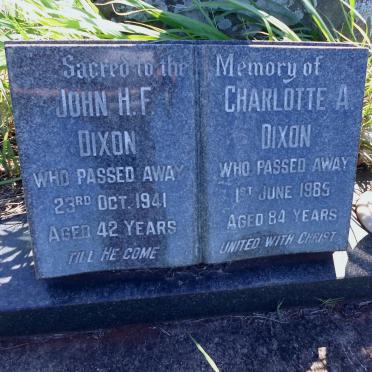 Sacred to the Memory of
JOHN H.F.
DIXON
WHO PASSED AWAY
23RD OCT. 1941
AGED 42 YEARS
TILL HE COME
CHARLOTTE A.
DIXON
WHO PASSED AWAY
1ST JUNE 1985
AGED 84 YEARS
UNITED WITH CHRIST.